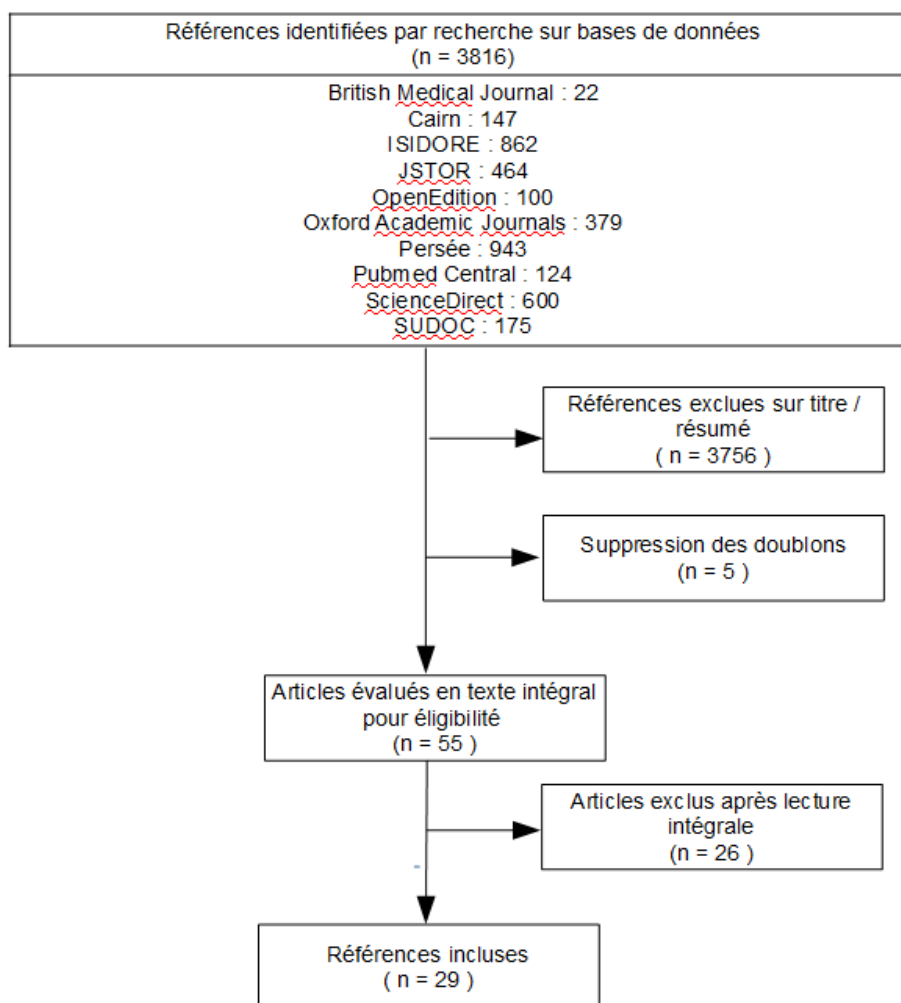 Références identifiées par recherche sur bases de données
(n = 3816)
British Medical Journal : 22
Cairn : 147
ISIDORE : 862
JSTOR : 464
OpenEdition : 100
Oxford Academic Journals : 379
Persée : 943
Pubmed Central : 124
ScienceDirect : 600
SUDOC : 175
Références exclues sur titre /
résumé
( n = 3756 )
Suppression des doublons
(n = 5 )
Articles évalués en texte intégral
pour éligibilité
(n = 55 )
Articles exclus après lecture
intégrale
(n = 26 )
Références incluses
( n = 29 )